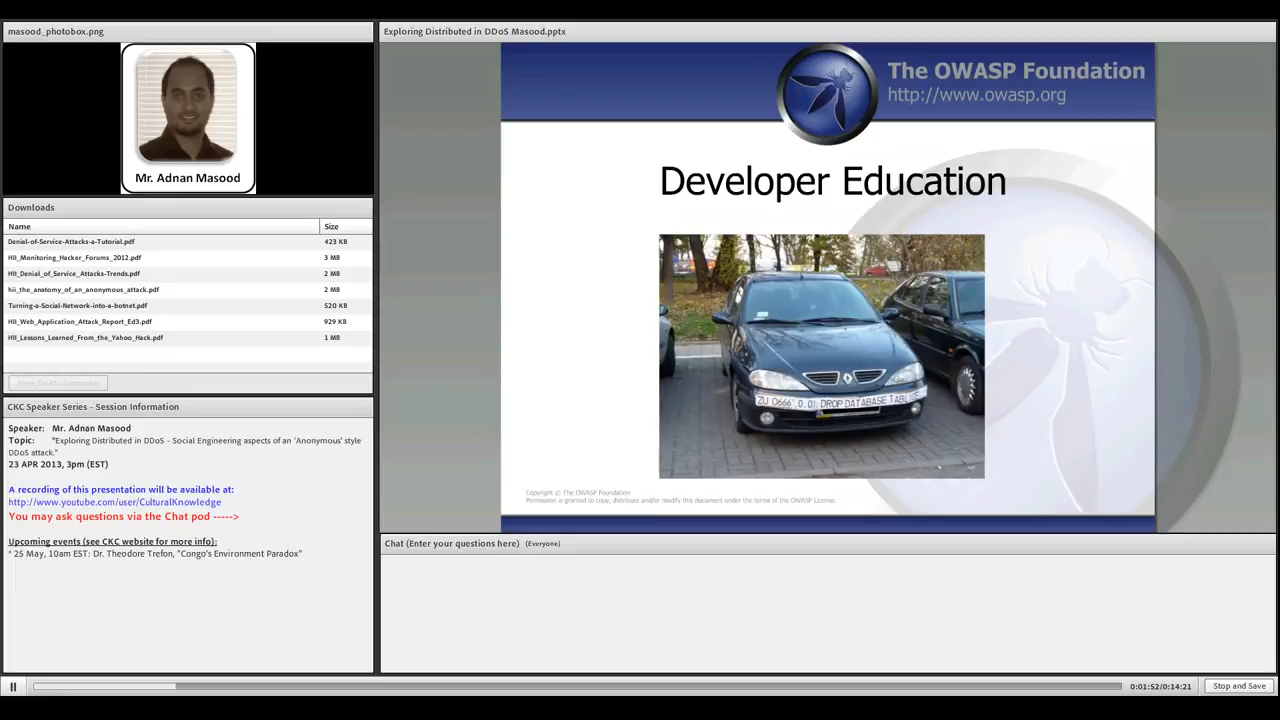 masood_photobox.png
Mr. Adnan Masood
Downloads
Name Size
Denial-of-Service-Attacks-a-Tutorial.pdf 423 KB
HII_Monitoring_Hacker_Forums_2012.pdf 3 MB
HII_Denial_of_Service_Attacks-Trends.pdf 2 MB
hii_the_anatomy_of_an_anonymous_attack.pdf 2 MB
Turning-a-Social-Network-into-a-botnet.pdf 520 KB
HII_Web_Application_Attack_Report_Ed3.pdf 929 KB
HII_Lessons_Learned_From_the_Yahoo_Hack.pdf 1 MB
Save To My Computer
CKC Speaker Series - Session Information
Speaker: Mr. Adnan Masood
Topic: "Exploring Distributed in DDoS - Social Engineering aspects of an 'Anonymous' style
DDoS attack."
23 APR 2013, 3pm (EST)
A recording of this presentation will be available at:
http://www.youtube.com/user/CulturalKnowledge
You may ask questions via the Chat pod ----->
Upcoming events (see CKC website for more info):
* 25 May, 10am EST: Dr. Theodore Trefon, "Congo's Environment Paradox"
Exploring Distributed in DDoS Masood.pptx
The OWASP Foundation
http://www.owasp.org
Developer Education
ZU 0666',0,0); DROP DATABASE TABLICE
Copyright © The OWASP Foundation
Permission is granted to copy, distribute and/or modify this document under the terms of the OWASP License.
Chat (Enter your questions here) (Everyone)
0:01:52/0:14:21
Stop and Save